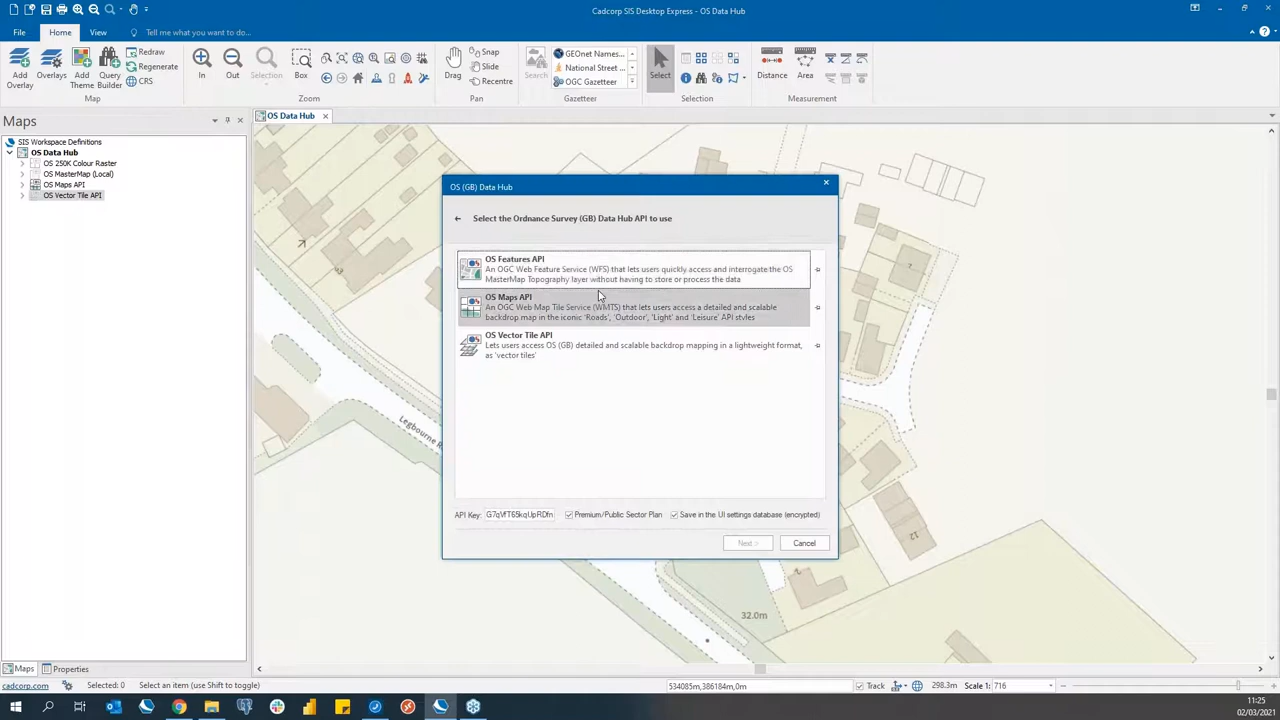 Cadcorp SIS Desktop Express - OS Data Hub
File
Home
View
Tell me what you want to do...
Add Overlay
Overlays
Add Theme
Query Builder
Redraw
Regenerate
CRS
Map
In
Out
Selection
Box
Zoom
Drag
Snap
Slide
Recentre
Pan
Search
GEOnet Names...
National Street ...
OGC Gazetteer
Gazetteer
Select
Selection
Distance
Area
Measurement
Maps
OS Data Hub
SIS Workspace Definitions
OS Data Hub
OS 250K Colour Raster
OS MasterMap (Local)
OS Maps API
OS Vector Tile API
OS (GB) Data Hub
Select the Ordnance Survey (GB) Data Hub API to use
OS Features API
An OGC Web Feature Service (WFS) that lets users quickly access and interrogate the OS
MasterMap Topography layer without having to store or process the data
OS Maps API
An OGC Web Map Tile Service (WMTS) that lets users access a detailed and scalable
backdrop map in the iconic 'Roads', 'Outdoor', 'Light' and 'Leisure' API styles
OS Vector Tile API
Lets users access OS (GB) detailed and scalable backdrop mapping in a lightweight format,
as 'vector tiles'
API Key:
Premium/Public Sector Plan
Save in the UI settings database (encrypted)
Next >
Cancel
Legbourne
12
32.0m
Maps
Properties
cadcorp.com
Selected: 0
Select an item (use Shift to toggle)
534085m,386184m,0m
Track
298.3m
Scale 1:
716
11:25
02/03/2021